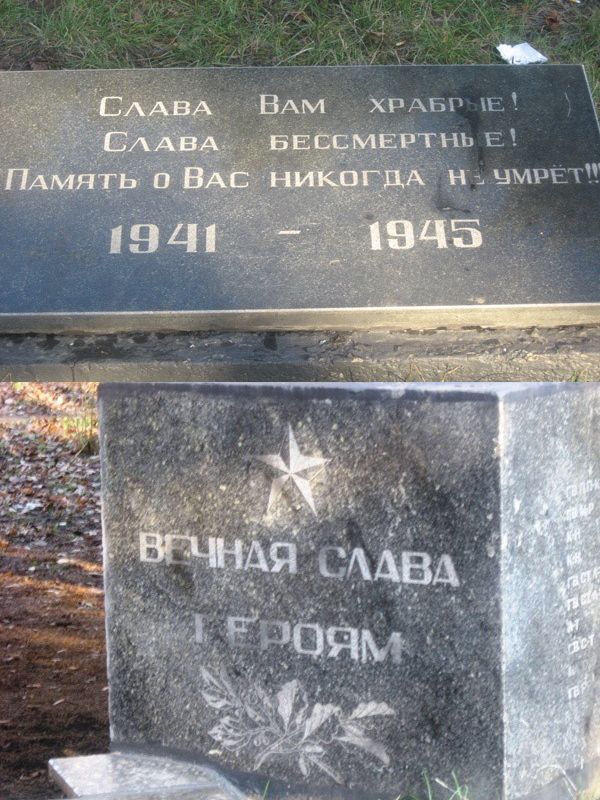 Слава Вам храбрые!
Слава бессмертные!
Память о Вас никогда не умрёт!!!
1941 - 1945
ВЕЧНАЯ СЛАВА
ГЕРОЯМ